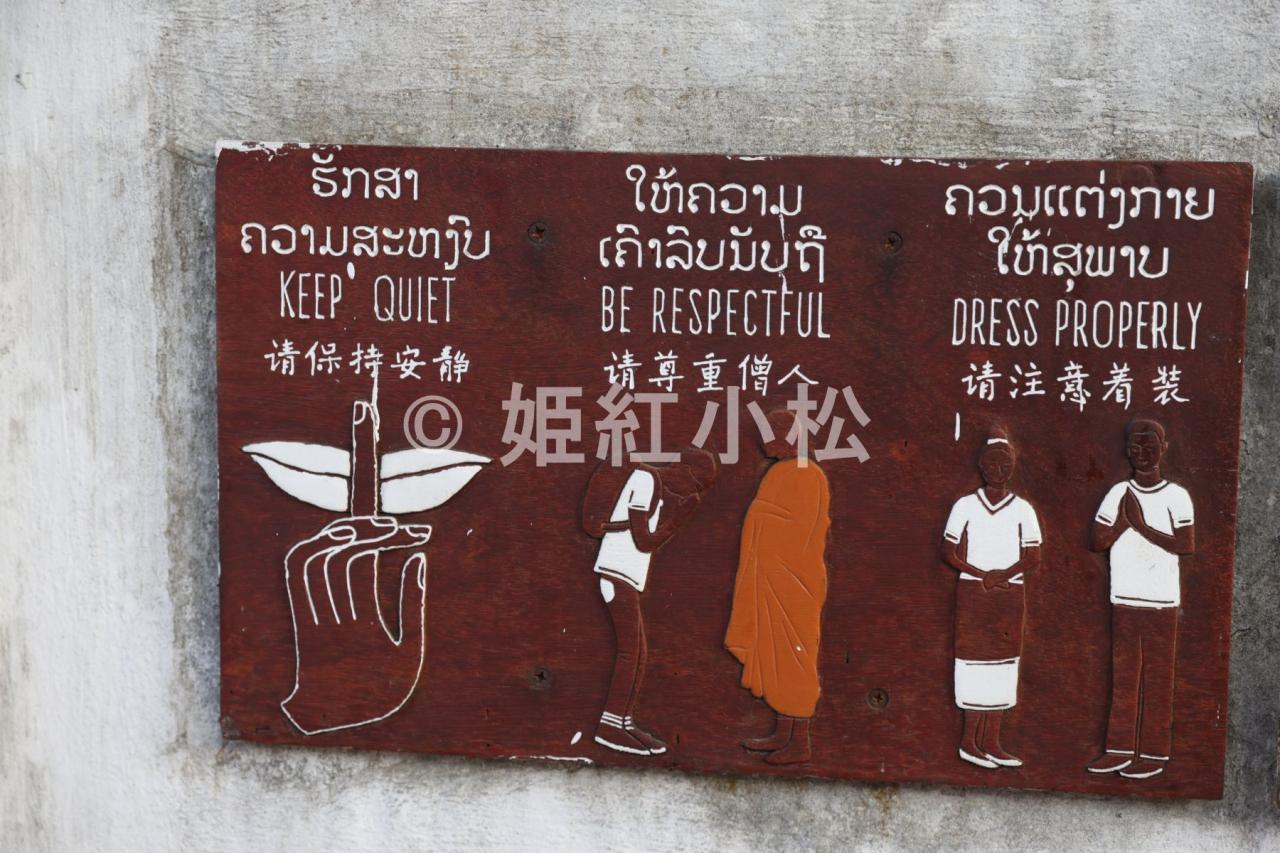 ຮັກສາ
ຄວາມສະຫງົບ
KEEP QUIET
请保持安静
ໃຫ້ຄວາມ
ເຄົາລົບນັບຖື
BE RESPECTFUL
请尊重僧人
ຄວນແຕ່ງກາຍ
ໃຫ້ສຸພາບ
DRESS PROPERLY
请注意着装
© 姫紅小松